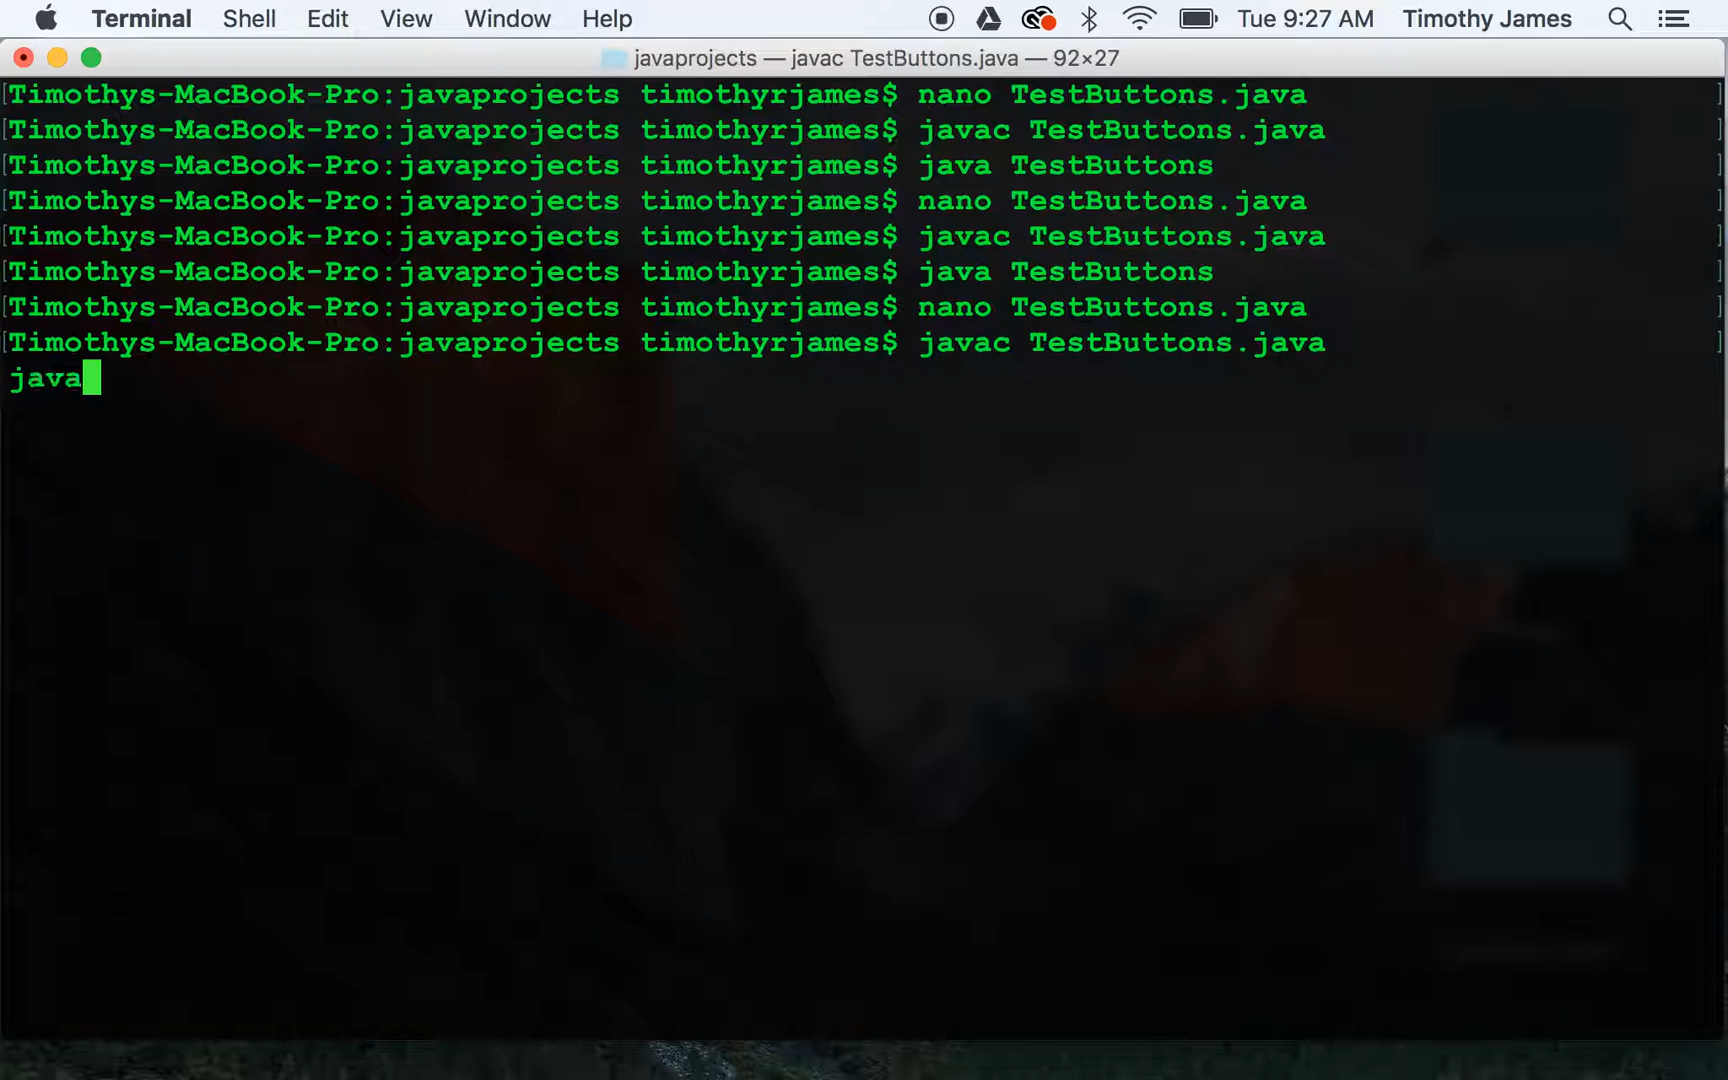 Terminal Shell Edit View Window Help Tue 9:27 AM Timothy James
javaprojects — javac TestButtons.java — 92×27
[Timothys-MacBook-Pro:javaprojects timothyrjames$ nano TestButtons.java ]
[Timothys-MacBook-Pro:javaprojects timothyrjames$ javac TestButtons.java ]
[Timothys-MacBook-Pro:javaprojects timothyrjames$ java TestButtons ]
[Timothys-MacBook-Pro:javaprojects timothyrjames$ nano TestButtons.java ]
[Timothys-MacBook-Pro:javaprojects timothyrjames$ javac TestButtons.java ]
[Timothys-MacBook-Pro:javaprojects timothyrjames$ java TestButtons ]
[Timothys-MacBook-Pro:javaprojects timothyrjames$ nano TestButtons.java ]
[Timothys-MacBook-Pro:javaprojects timothyrjames$ javac TestButtons.java ]
java